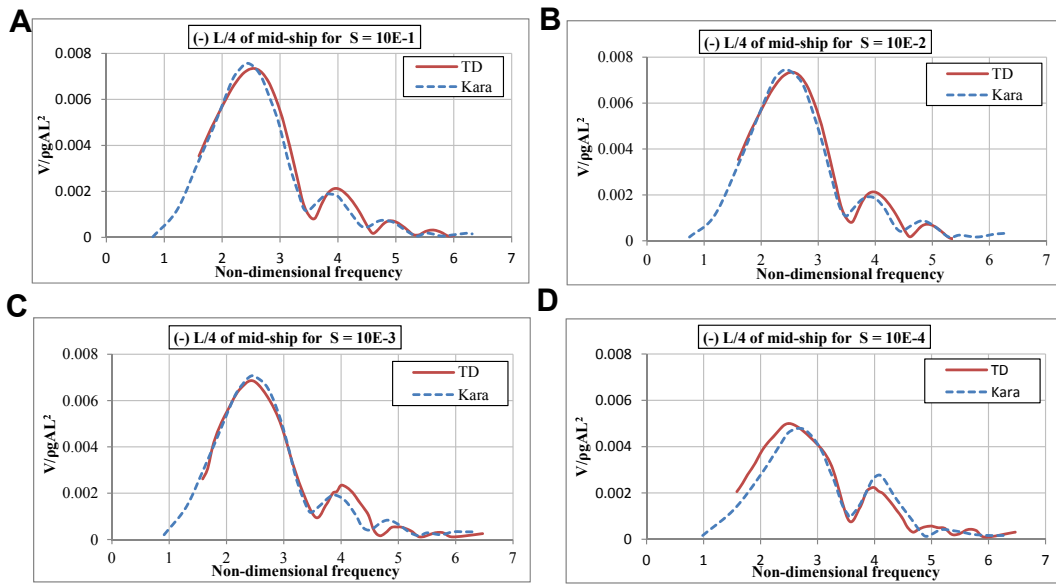 A
(-) L/4 of mid-ship for S = 10E-1
0.008
0.006
0.004
0.002
0
V/ρgAL²
TD
Kara
0 1 2 3 4 5 6 7
Non-dimensional frequency
B
(-) L/4 of mid-ship for S = 10E-2
0.008
0.006
0.004
0.002
0
V/ρgAL²
TD
Kara
0 1 2 3 4 5 6 7
Non-dimensional frequency
C
(-) L/4 of mid-ship for S = 10E-3
0.008
0.006
0.004
0.002
0
V/ρgAL²
TD
Kara
0 1 2 3 4 5 6 7
Non-dimensional frequency
D
(-) L/4 of mid-ship for S = 10E-4
0.008
0.006
0.004
0.002
0
V/ρgAL²
TD
Kara
0 1 2 3 4 5 6 7
Non-dimensional frequency